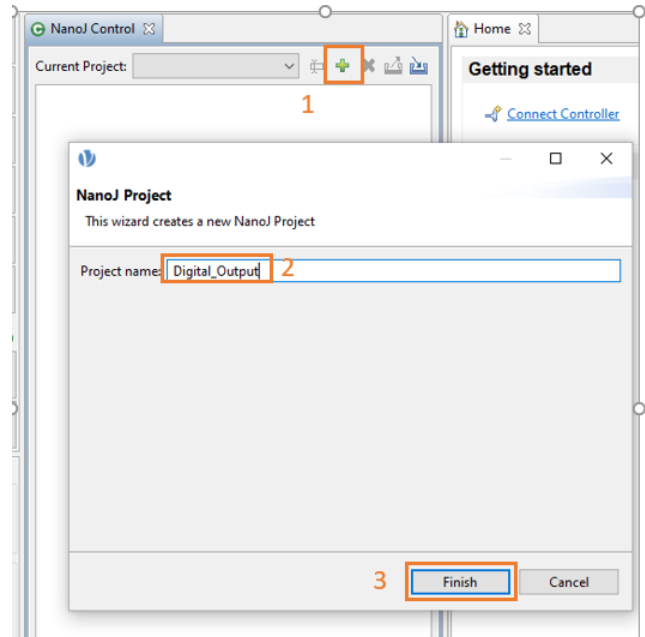 NanoJ Control
Home
Current Project:
Getting started
1
Connect Controller
NanoJ Project
This wizard creates a new NanoJ Project
Project name: Digital_Output 2
3 Finish Cancel